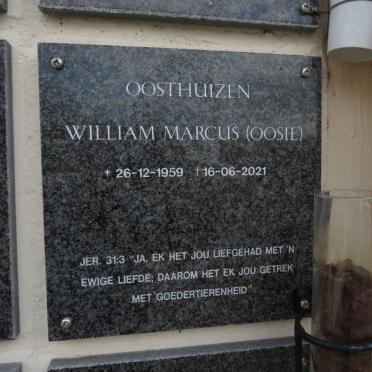 OOSTHUIZEN
WILLIAM MARCUS (OOSIE)
* 26-12-1959 †16-06-2021
JER. 31:3 "JA, EK HET JOU LIEFGEHAD MET 'N
EWIGE LIEFDE; DAAROM HET EK JOU GETREK
MET GOEDERTIERENHEID"